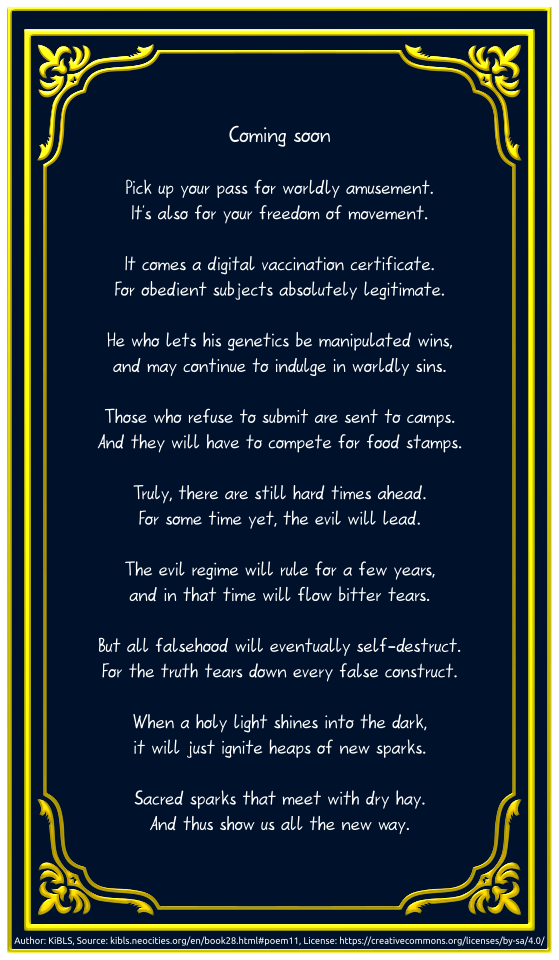 Coming soon
Pick up your pass for worldly amusement.
It's also for your freedom of movement.
It comes a digital vaccination certificate.
For obedient subjects absolutely legitimate.
He who lets his genetics be manipulated wins,
and may continue to indulge in worldly sins.
Those who refuse to submit are sent to camps.
And they will have to compete for food stamps.
Truly, there are still hard times ahead.
For some time yet, the evil will lead.
The evil regime will rule for a few years,
and in that time will flow bitter tears.
But all falsehood will eventually self-destruct.
For the truth tears down every false construct.
When a holy light shines into the dark,
it will just ignite heaps of new sparks.
Sacred sparks that meet with dry hay.
And thus show us all the new way.
Author: KiBLS, Source: kibls.neocities.org/en/book28.html#poem11, License: https://creativecommons.org/licenses/by-sa/4.0/